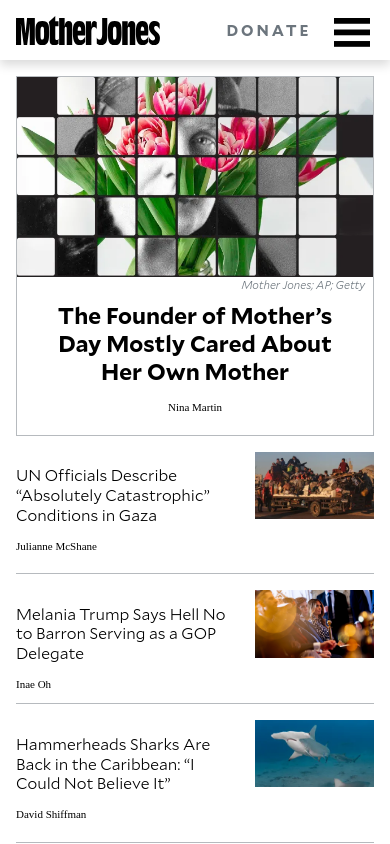 Mother Jones
DONATE
Mother Jones; AP; Getty
The Founder of Mother’s
Day Mostly Cared About
Her Own Mother
Nina Martin
UN Officials Describe
“Absolutely Catastrophic”
Conditions in Gaza
Julianne McShane
Melania Trump Says Hell No
to Barron Serving as a GOP
Delegate
Inae Oh
Hammerheads Sharks Are
Back in the Caribbean: “I
Could Not Believe It”
David Shiffman